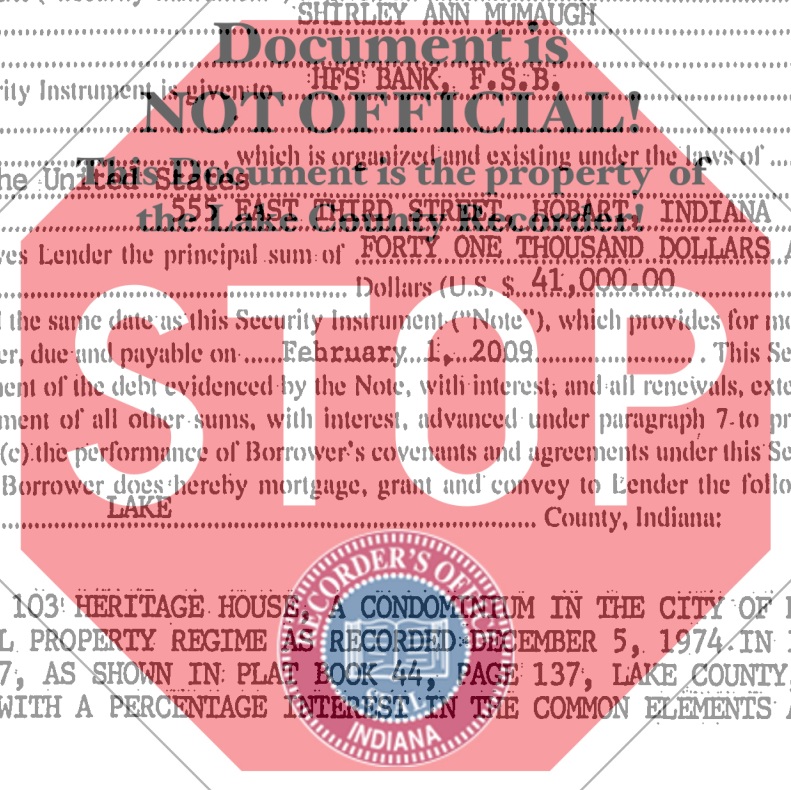 SHIRLEY ANN MUMAUGH
Document is
rity Instrument is given to HFS BANK, F.S.B.
NOT OFFICIAL!
which is organized and existing under the laws of
he United States
This Document is the property of
555 EAST THIRD STREET, HOBART, INDIANA
the Lake County Recorder!
ves Lender the principal sum of FORTY ONE THOUSAND DOLLARS
Dollars (U.S. $ 41,000.00
the same date as this Security Instrument ("Note"), which provides for mo
er, due and payable on February 1, 2009. This Se
STOP
ment of the debt evidenced by the Note, with interest, and all renewals, exte
ment of all other sums, with interest, advanced under paragraph 7 to pr
(c) the performance of Borrower's covenants and agreements under this Se
Borrower does hereby mortgage, grant and convey to Lender the follo
LAKE County, Indiana:
RECORDER'S OFFICE
103 HERITAGE HOUSE, A CONDOMINIUM IN THE CITY OF
L PROPERTY REGIME AS RECORDED DECEMBER 5, 1974 IN
7, AS SHOWN IN PLAT BOOK 44, PAGE 137, LAKE COUNTY,
SEAL
WITH A PERCENTAGE INTEREST IN THE COMMON ELEMENTS
INDIANA